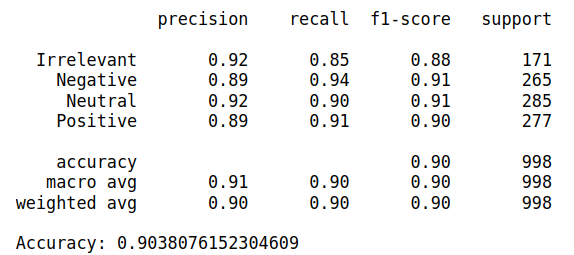 precision recall f1-score support
Irrelevant 0.92 0.85 0.88 171
Negative 0.89 0.94 0.91 265
Neutral 0.92 0.90 0.91 285
Positive 0.89 0.91 0.90 277
accuracy 0.90 998
macro avg 0.91 0.90 0.90 998
weighted avg 0.90 0.90 0.90 998
Accuracy: 0.9038076152304609